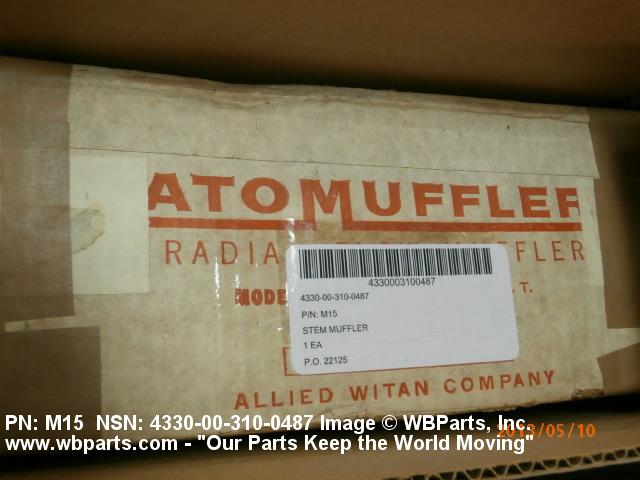 ATOMUFFLER
RADIA FFLER
MODE T.
4330003100487
4330-00-310-0487
P/N: M15
STEM MUFFLER
1 EA
P.O. 22125
ALLIED WITAN COMPANY
2013/05/10
PN: M15 NSN: 4330-00-310-0487 Image © WBParts, Inc.
www.wbparts.com - "Our Parts Keep the World Moving"